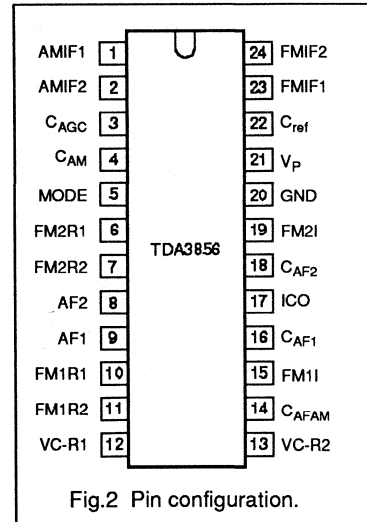 AMIF1 1 24 FMIF2
AMIF2 2 23 FMIF1
CAGC 3 22 Cref
CAM 4 21 VP
MODE 5 20 GND
FM2R1 6 19 FM2I
FM2R2 7 18 CAF2
TDA3856
AF2 8 17 ICO
AF1 9 16 CAF1
FM1R1 10 15 FM1I
FM1R2 11 14 CAFAM
VC-R1 12 13 VC-R2
Fig.2 Pin configuration.